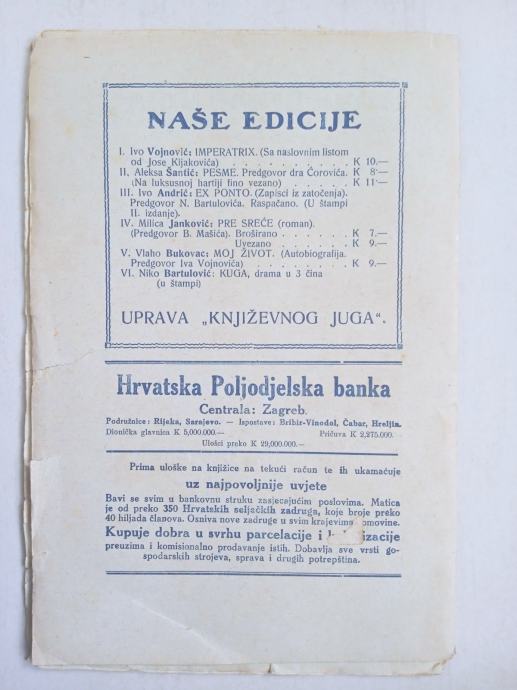 NAŠE EDICIJE
I. Ivo Vojnović: IMPERATRIX. (Sa naslovnim listom
od Jose Kijakovića) . . . . . . . . . . K 10.—
II. Aleksa Šantić: PESME. Predgovor dra Ćorovića. K 8·—
(Na luksusnoj hartiji fino vezano) . . . . . K 11·—
III. Ivo Andrić: EX PONTO. (Zapisci iz zatočenja).
Predgovor N. Bartulovića. Raspačano. (U štampi
II. izdanje).
IV. Milica Janković: PRE SREĆE (roman).
(Predgovor B. Mašića). Broširano . . . . . K 7.—
Uvezano . . . . . . K 9.—
V. Vlaho Bukovac: MOJ ŽIVOT. (Autobiografija.
Predgovor Iva Vojnovića) . . . . . . . . K 9.—
VI. Niko Bartulović: KUGA, drama u 3 čina
(u štampi)
UPRAVA „KNJIŽEVNOG JUGA“.
Hrvatska Poljodjelska banka
Centrala: Zagreb.
Podružnice: Rijeka, Sarajevo. — Ispostave: Bribir-Vinodol, Čabar, Hreljin.
Dionička glavnica K 5,000.000.— Pričuva K 2,275.000.
Ulošci preko K 29,000.000.—
Prima uloške na knjižice na tekući račun te ih ukamaćuje
uz najpovoljnije uvjete
Bavi se svim u bankovnu struku zasjecajućim poslovima. Matica
je od preko 350 Hrvatskih seljačkih zadruga, koje broje preko
40 hiljada članova. Osniva nove zadruge u svim krajevima omovine.
Kupuje dobra u svrhu parcelacije i k izacije
preuzima i komisionalno prodavanje istih. Dobavlja sve vrsti go-
spodarskih strojeva, sprava i drugih potrepština.